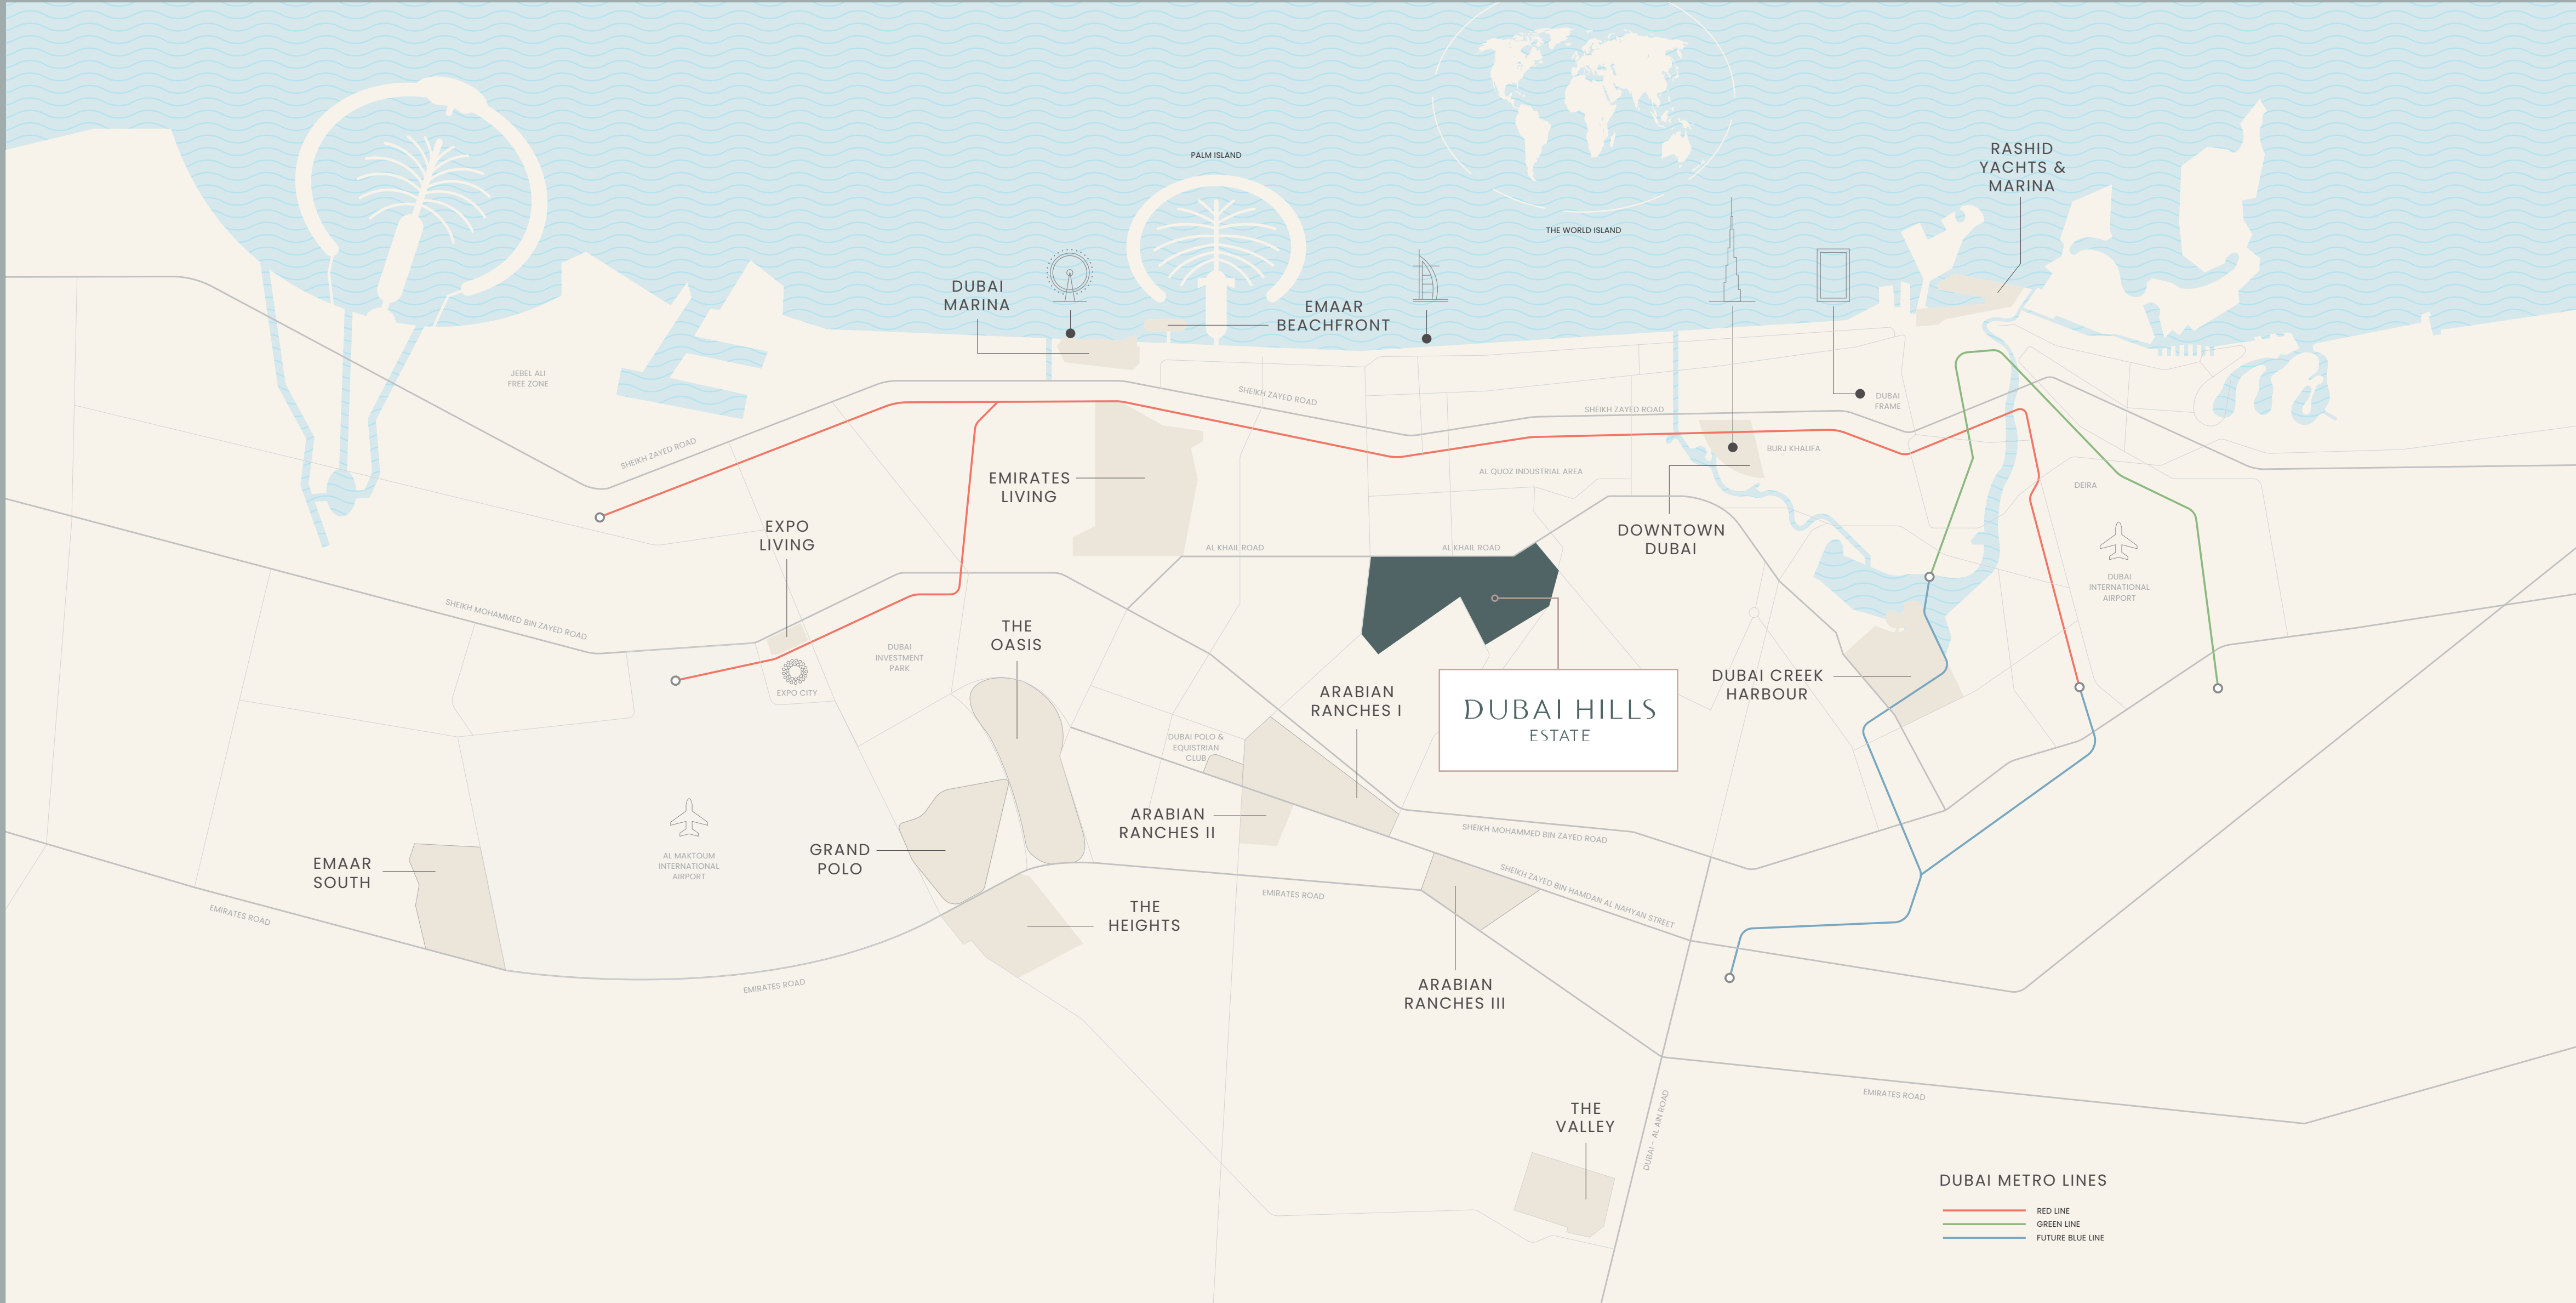 PALM ISLAND
THE WORLD ISLAND
RASHID
YACHTS &
MARINA
DUBAI
MARINA
EMAAR
BEACHFRONT
JEBEL ALI
FREE ZONE
SHEIKH ZAYED ROAD
SHEIKH ZAYED ROAD
SHEIKH ZAYED ROAD
DUBAI
FRAME
BURJ KHALIFA
AL QUOZ INDUSTRIAL AREA
EMIRATES
LIVING
DEIRA
EXPO
LIVING
DOWNTOWN
DUBAI
AL KHAIL ROAD
AL KHAIL ROAD
DUBAI
INTERNATIONAL
AIRPORT
SHEIKH MOHAMMED BIN ZAYED ROAD
THE
OASIS
DUBAI
INVESTMENT
PARK
EXPO CITY
ARABIAN
RANCHES I
DUBAI HILLS
ESTATE
DUBAI CREEK
HARBOUR
DUBAI POLO &
EQUISTRIAN
CLUB
ARABIAN
RANCHES II
SHEIKH MOHAMMED BIN ZAYED ROAD
GRAND
POLO
EMAAR
SOUTH
AL MAKTOUM
INTERNATIONAL
AIRPORT
EMIRATES ROAD
SHEIKH ZAYED BIN HAMDAN AL NAHYAN STREET
EMIRATES ROAD
THE
HEIGHTS
EMIRATES ROAD
ARABIAN
RANCHES III
EMIRATES ROAD
THE
VALLEY
DUBAI - AL AIN ROAD
DUBAI METRO LINES
RED LINE
GREEN LINE
FUTURE BLUE LINE